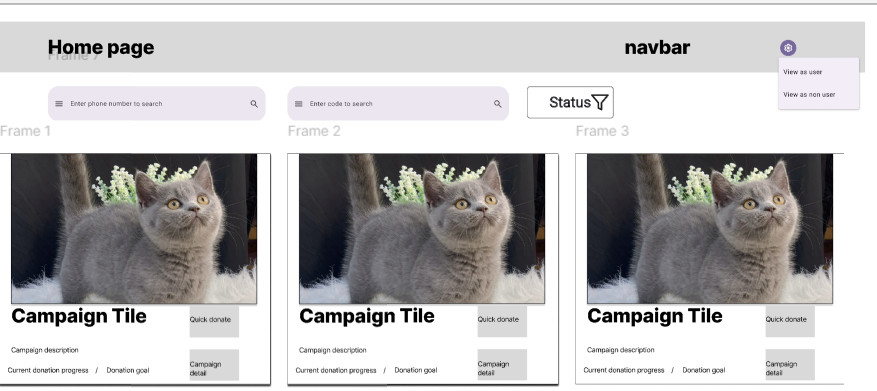 Home page
navbar
Frame 7
View as user
View as non user
Enter phone number to search
Enter code to search
Status
Frame 1
Frame 2
Frame 3
Campaign Tile
Quick donate
Campaign description
Current donation progress / Donation goal
Campaign
detail
Campaign Tile
Quick donate
Campaign description
Current donation progress / Donation goal
Campaign
detail
Campaign Tile
Quick donate
Campaign description
Current donation progress / Donation goal
Campaign
detail